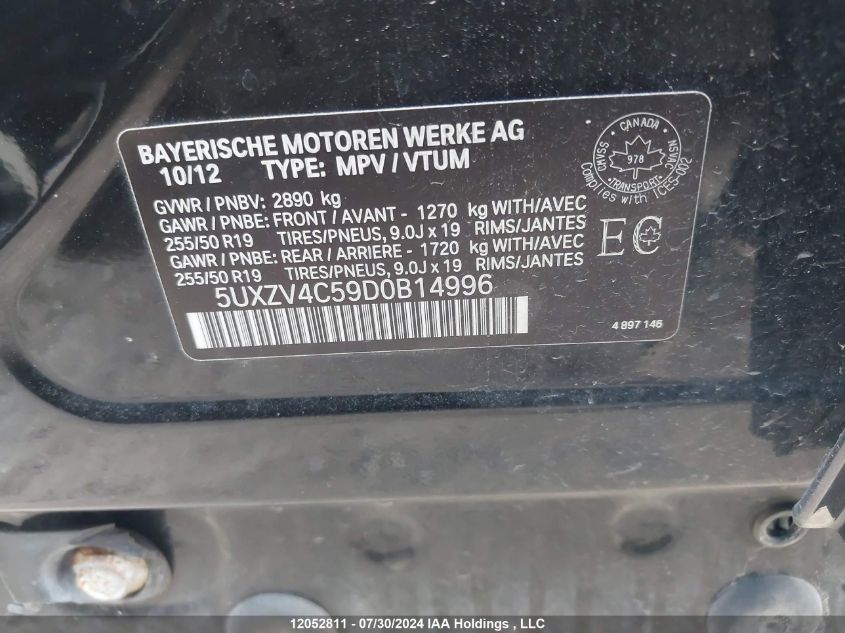 BAYERISCHE MOTOREN WERKE AG
10/12 TYPE: MPV / VTUM
GVWR / PNBV: 2890 kg
GAWR / PNBE: FRONT / AVANT - 1270 kg WITH/AVEC
255/50 R19 TIRES/PNEUS, 9.0J x 19 RIMS/JANTES
GAWR / PNBE: REAR / ARRIERE - 1720 kg WITH/AVEC
255/50 R19 TIRES/PNEUS, 9.0J x 19 RIMS/JANTES
5UXZV4C59D0B14996
CANADA
CMVSS NSVAC
978
TRANSPORT
Complies with ICES-002
EC
4 897 146
12052811 - 07/30/2024 IAA Holdings , LLC